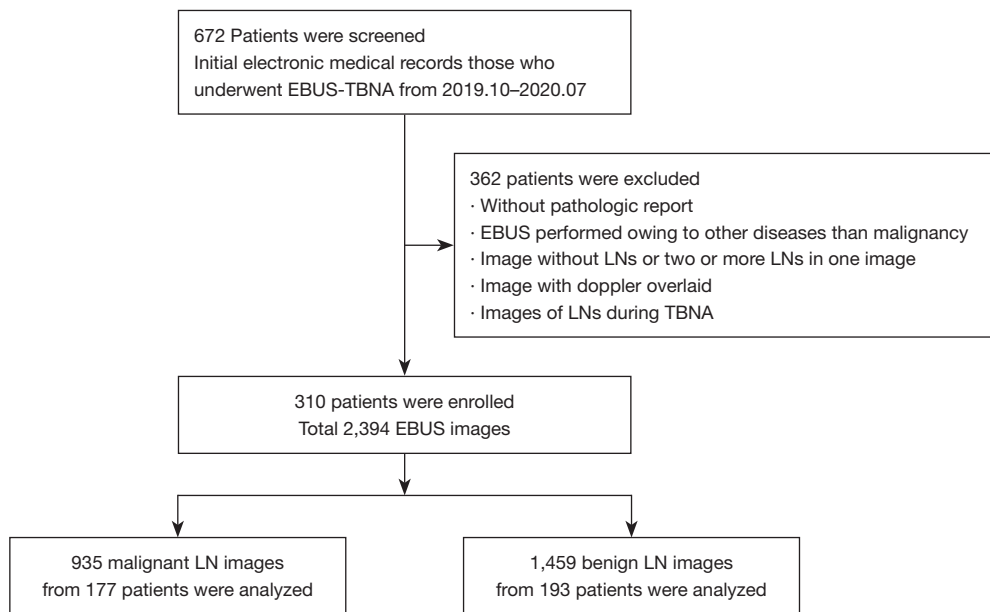 672 Patients were screened
Initial electronic medical records those who
underwent EBUS-TBNA from 2019.10–2020.07
362 patients were excluded
· Without pathologic report
· EBUS performed owing to other diseases than malignancy
· Image without LNs or two or more LNs in one image
· Image with doppler overlaid
· Images of LNs during TBNA
310 patients were enrolled
Total 2,394 EBUS images
935 malignant LN images
from 177 patients were analyzed
1,459 benign LN images
from 193 patients were analyzed